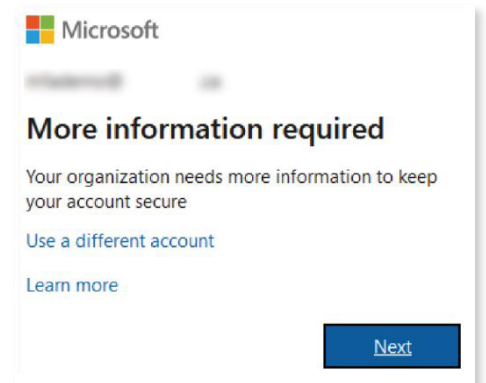 Microsoft
More information required
Your organization needs more information to keep
your account secure
Use a different account
Learn more
Next